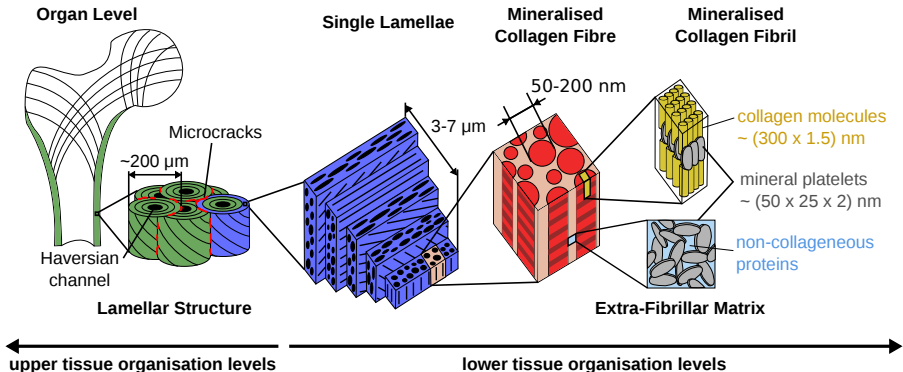 Organ Level
Single Lamellae
Mineralised
Collagen Fibre
Mineralised
Collagen Fibril
50-200 nm
3-7 µm
Microcracks
~200 µm
collagen molecules
~ (300 x 1.5) nm
mineral platelets
~ (50 x 25 x 2) nm
non-collageneous
proteins
Haversian
channel
Lamellar Structure
Extra-Fibrillar Matrix
upper tissue organisation levels
lower tissue organisation levels